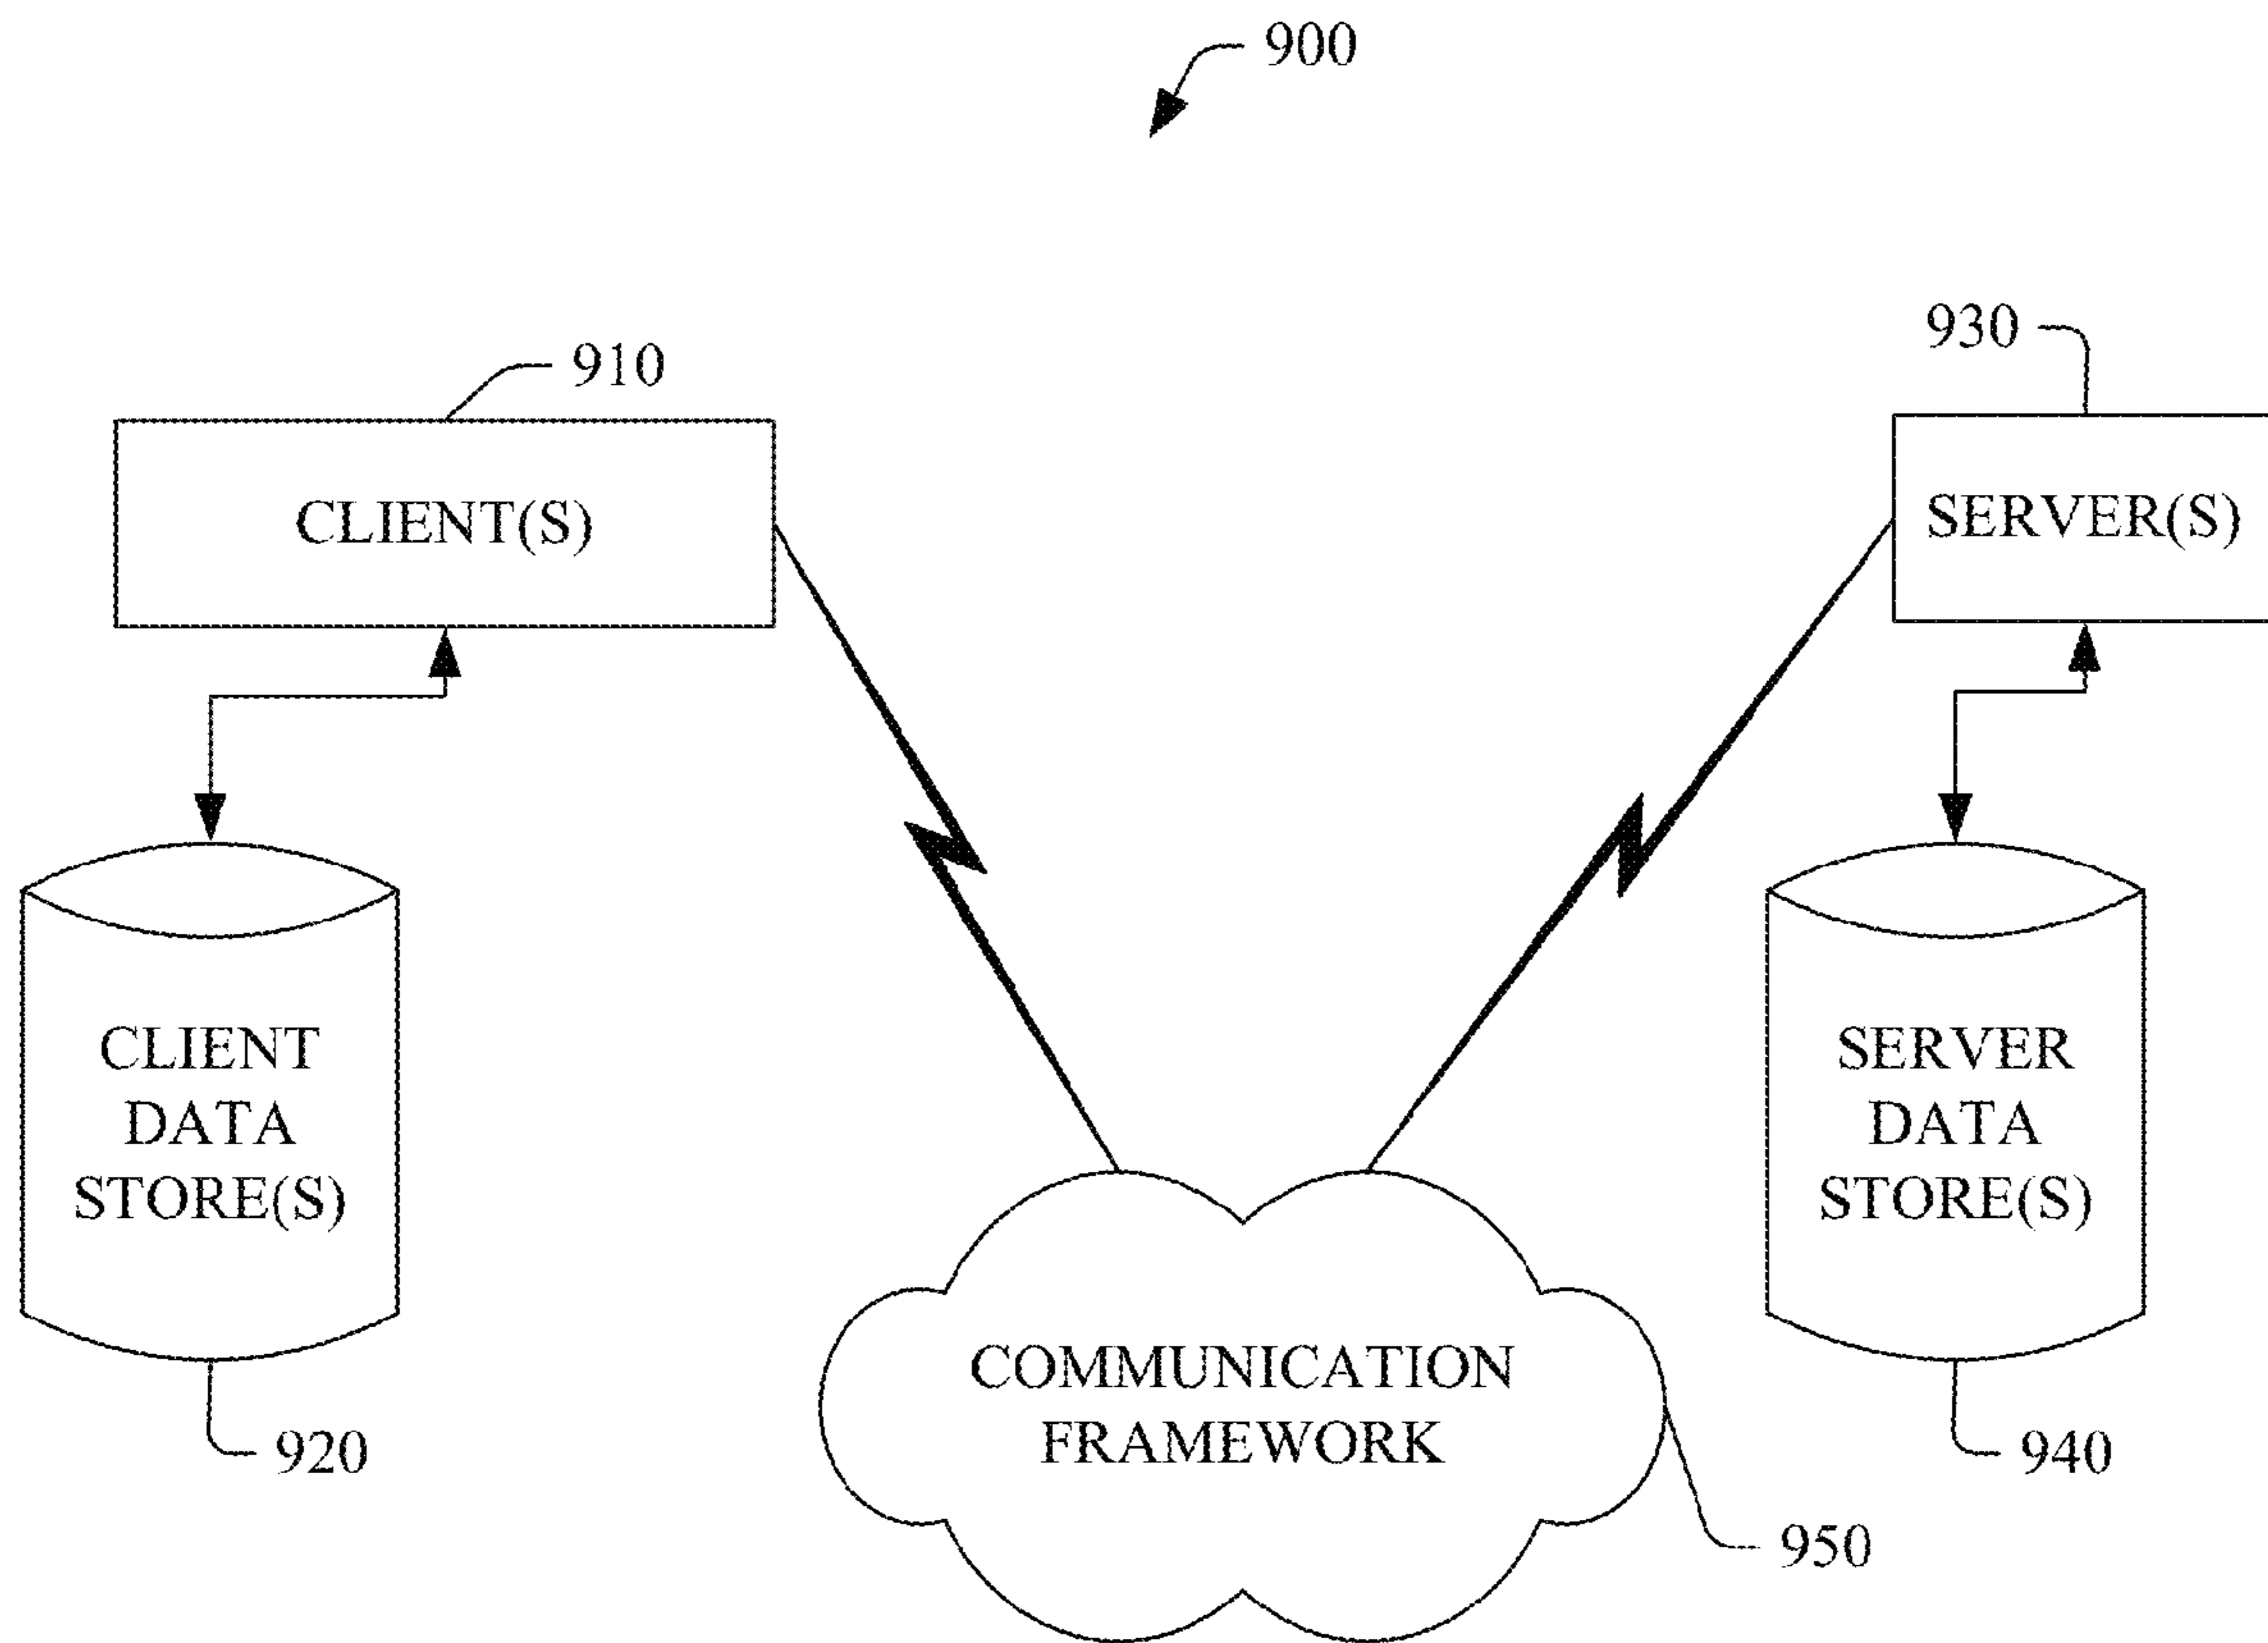 900
910
930
CLIENT(S)
SERVER(S)
CLIENT
DATA
STORE(S)
SERVER
DATA
STORE(S)
COMMUNICATION
FRAMEWORK
920
940
950